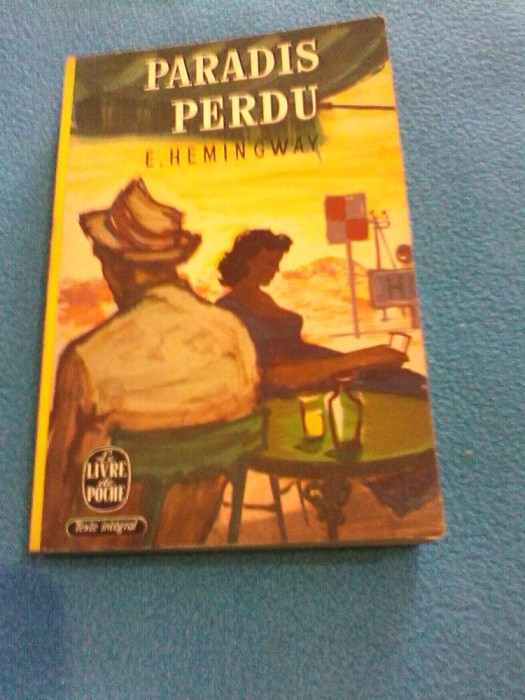 PARADIS
PERDU
E. HEMINGWAY
H
Le
LIVRE
de
POCHE
Texte intégral